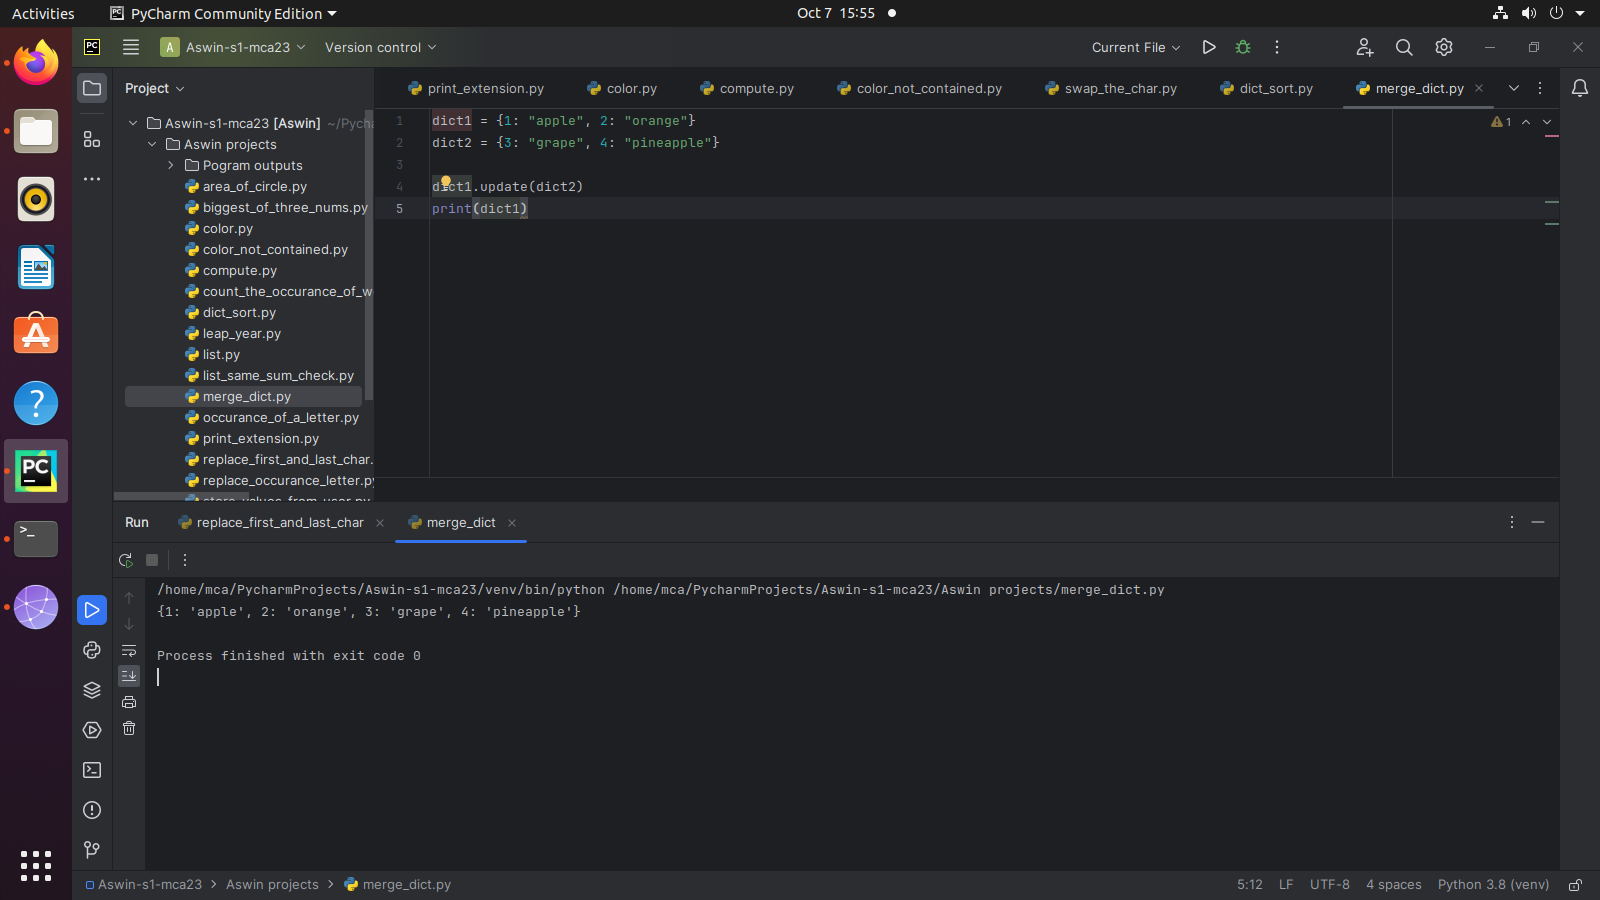 Activities PyCharm Community Edition Oct 7 15:55
PC Aswin-s1-mca23 Version control Current File
A
Project print_extension.py color.py compute.py color_not_contained.py swap_the_char.py dict_sort.py merge_dict.py
Aswin-s1-mca23 [Aswin] ~/Pycha
Aswin projects
Pogram outputs
area_of_circle.py
biggest_of_three_nums.py
color.py
color_not_contained.py
compute.py
count_the_occurance_of_w
dict_sort.py
leap_year.py
list.py
list_same_sum_check.py
merge_dict.py
occurance_of_a_letter.py
print_extension.py
replace_first_and_last_char.
replace_occurance_letter.py
store_values_from_user.py
1 dict1 = {1: "apple", 2: "orange"}
2 dict2 = {3: "grape", 4: "pineapple"}
3
4 dict1.update(dict2)
5 print(dict1)
1
PC
>_
Run replace_first_and_last_char merge_dict
/home/mca/PycharmProjects/Aswin-s1-mca23/venv/bin/python /home/mca/PycharmProjects/Aswin-s1-mca23/Aswin projects/merge_dict.py
{1: 'apple', 2: 'orange', 3: 'grape', 4: 'pineapple'}
Process finished with exit code 0
Aswin-s1-mca23 > Aswin projects > merge_dict.py 5:12 LF UTF-8 4 spaces Python 3.8 (venv)